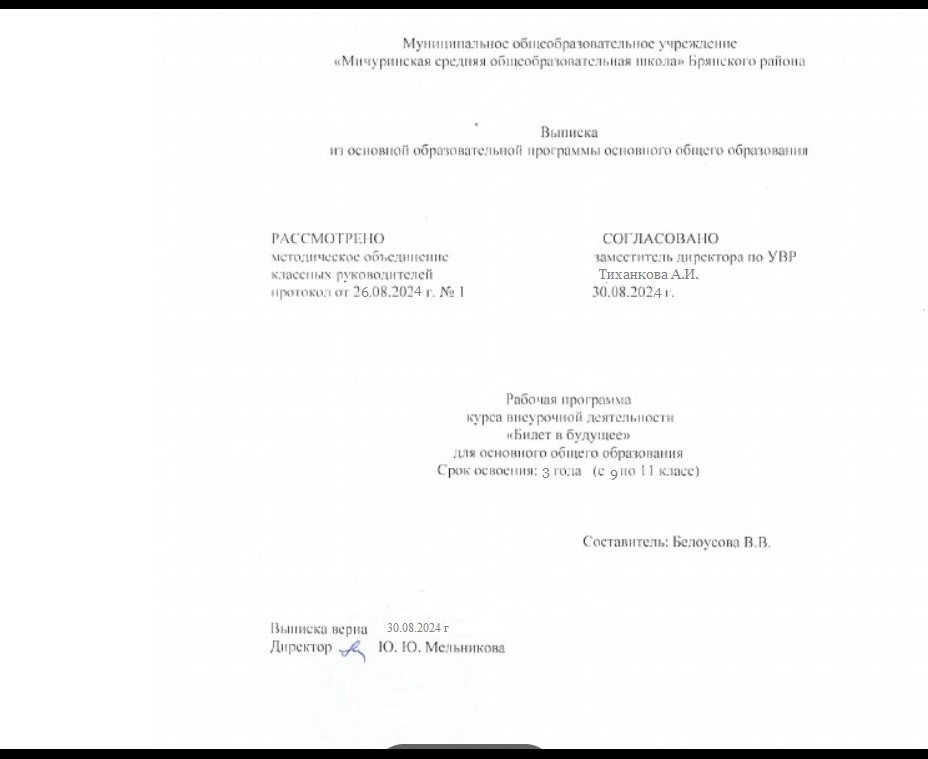 Муниципальное общеобразовательное учреждение
«Мичуринская средняя общеобразовательная школа» Брянского района
Выписка
из основной образовательной программы основного общего образования
РАССМОТРЕНО
методическое объединение
классных руководителей
протокол от 26.08.2024 г. № 1
СОГЛАСОВАНО
заместитель директора по УВР
Тиханкова А.И.
30.08.2024 г.
Рабочая программа
курса внеурочной деятельности
«Билет в будущее»
для основного общего образования
Срок освоения: 3 года (с 9 по 11 класс)
Составитель: Белоусова В.В.
Выписка верна 30.08.2024 г
Директор Ю. Ю. Мельникова